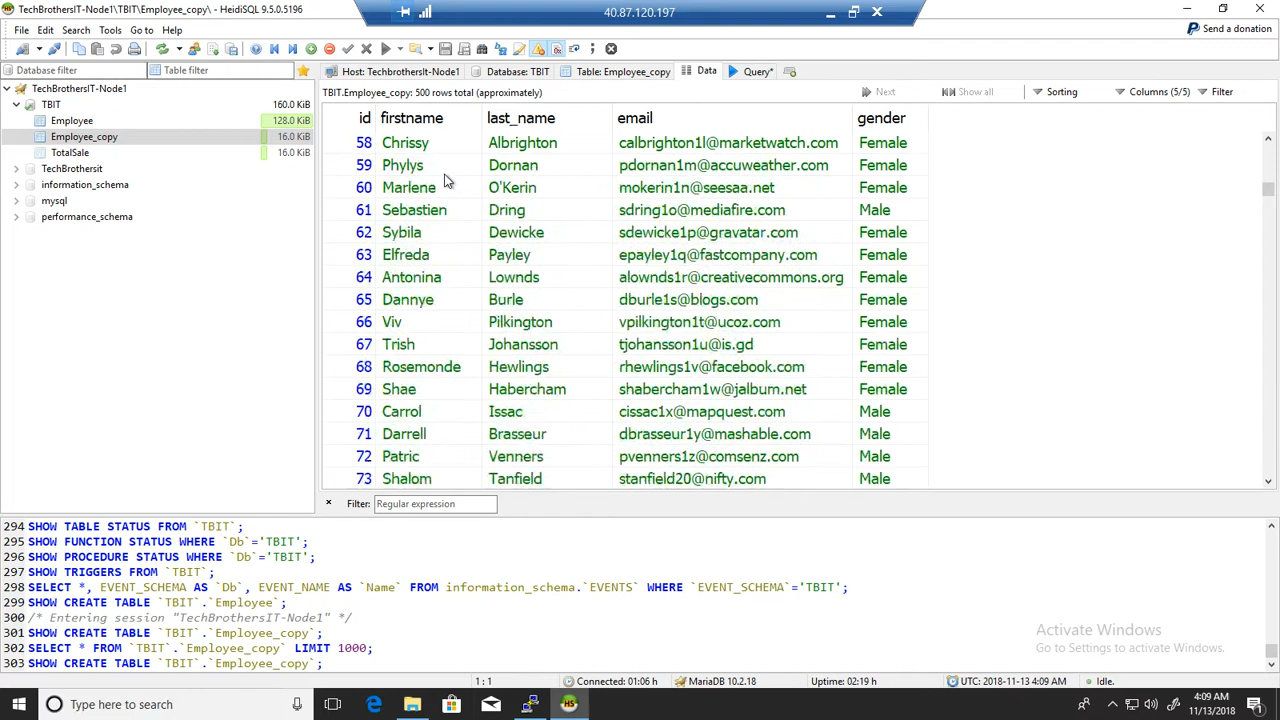 TechBrothersIT-Node1\TBIT\Employee_copy\ - HeidiSQL 9.5.0.5196
40.87.120.197
File Edit Search Tools Go to Help
Send a donation
Database filter Table filter
Host: TechbrothersIt-Node1 Database: TBIT Table: Employee_copy Data Query*
TechBrothersIT-Node1
TBIT 160.0 KiB
Employee 128.0 KiB
Employee_copy 16.0 KiB
TotalSale 16.0 KiB
TechBrothersit
information_schema
mysql
performance_schema
TBIT.Employee_copy: 500 rows total (approximately) Next Show all Sorting Columns (5/5) Filter
id firstname last_name email gender
58 Chrissy Albrighton calbrighton1l@marketwatch.com Female
59 Phylys Dornan pdornan1m@accuweather.com Female
60 Marlene O'Kerin mokerin1n@seesaa.net Female
61 Sebastien Dring sdring1o@mediafire.com Male
62 Sybila Dewicke sdewicke1p@gravatar.com Female
63 Elfreda Payley epayley1q@fastcompany.com Female
64 Antonina Lownds alownds1r@creativecommons.org Female
65 Dannye Burle dburle1s@blogs.com Female
66 Viv Pilkington vpilkington1t@ucoz.com Female
67 Trish Johansson tjohansson1u@is.gd Female
68 Rosemonde Hewlings rhewlings1v@facebook.com Female
69 Shae Habercham shabercham1w@jalbum.net Female
70 Carrol Issac cissac1x@mapquest.com Male
71 Darrell Brasseur dbrasseur1y@mashable.com Male
72 Patric Venners pvenners1z@comsenz.com Male
73 Shalom Tanfield stanfield20@nifty.com Male
Filter: Regular expression
294 SHOW TABLE STATUS FROM `TBIT`;
295 SHOW FUNCTION STATUS WHERE `Db`='TBIT';
296 SHOW PROCEDURE STATUS WHERE `Db`='TBIT';
297 SHOW TRIGGERS FROM `TBIT`;
298 SELECT *, EVENT_SCHEMA AS `Db`, EVENT_NAME AS `Name` FROM information_schema.`EVENTS` WHERE `EVENT_SCHEMA`='TBIT';
299 SHOW CREATE TABLE `TBIT`.`Employee`;
300 /* Entering session "TechBrothersIT-Node1" */
301 SHOW CREATE TABLE `TBIT`.`Employee_copy`;
302 SELECT * FROM `TBIT`.`Employee_copy` LIMIT 1000;
303 SHOW CREATE TABLE `TBIT`.`Employee_copy`;
Activate Windows
Go to Settings to activate Windows.
1 : 1 Connected: 01:06 h MariaDB 10.2.18 Uptime: 02:19 h UTC: 2018-11-13 4:09 AM Idle.
Type here to search
4:09 AM
11/13/2018